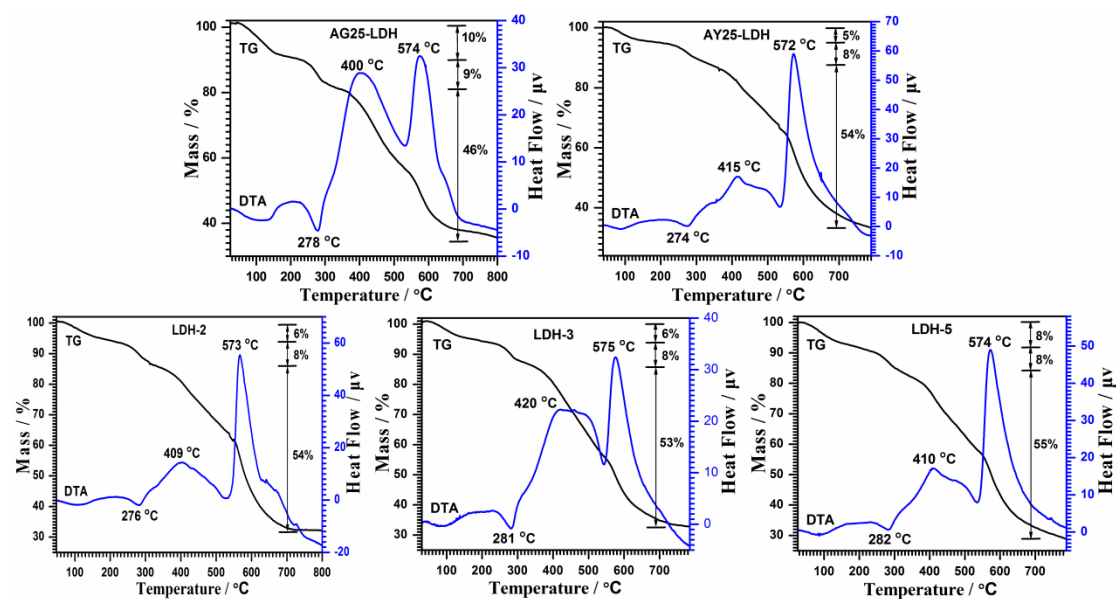 AG25-LDH
TG
DTA
400 °C
574 °C
278 °C
10%
9%
46%
Mass / %
100
80
60
40
Heat Flow / μv
40
30
20
10
0
-10
100 200 300 400 500 600 700 800
Temperature / °C
AY25-LDH
TG
DTA
572 °C
415 °C
274 °C
5%
8%
54%
Mass / %
100
80
60
40
Heat Flow / μv
70
60
50
40
30
20
10
0
-10
100 200 300 400 500 600 700
Temperature / °C
LDH-2
TG
DTA
573 °C
409 °C
276 °C
6%
8%
54%
Mass / %
100
90
80
70
60
50
40
30
Heat Flow / μv
60
40
20
0
-20
100 200 300 400 500 600 700 800
Temperature / °C
LDH-3
TG
DTA
575 °C
420 °C
281 °C
6%
8%
53%
Mass / %
100
90
80
70
60
50
40
30
Heat Flow / μv
40
30
20
10
0
100 200 300 400 500 600 700
Temperature / °C
LDH-5
TG
DTA
574 °C
410 °C
282 °C
8%
8%
55%
Mass / %
100
90
80
70
60
50
40
30
Heat Flow / μv
50
40
30
20
10
0
100 200 300 400 500 600 700
Temperature / °C